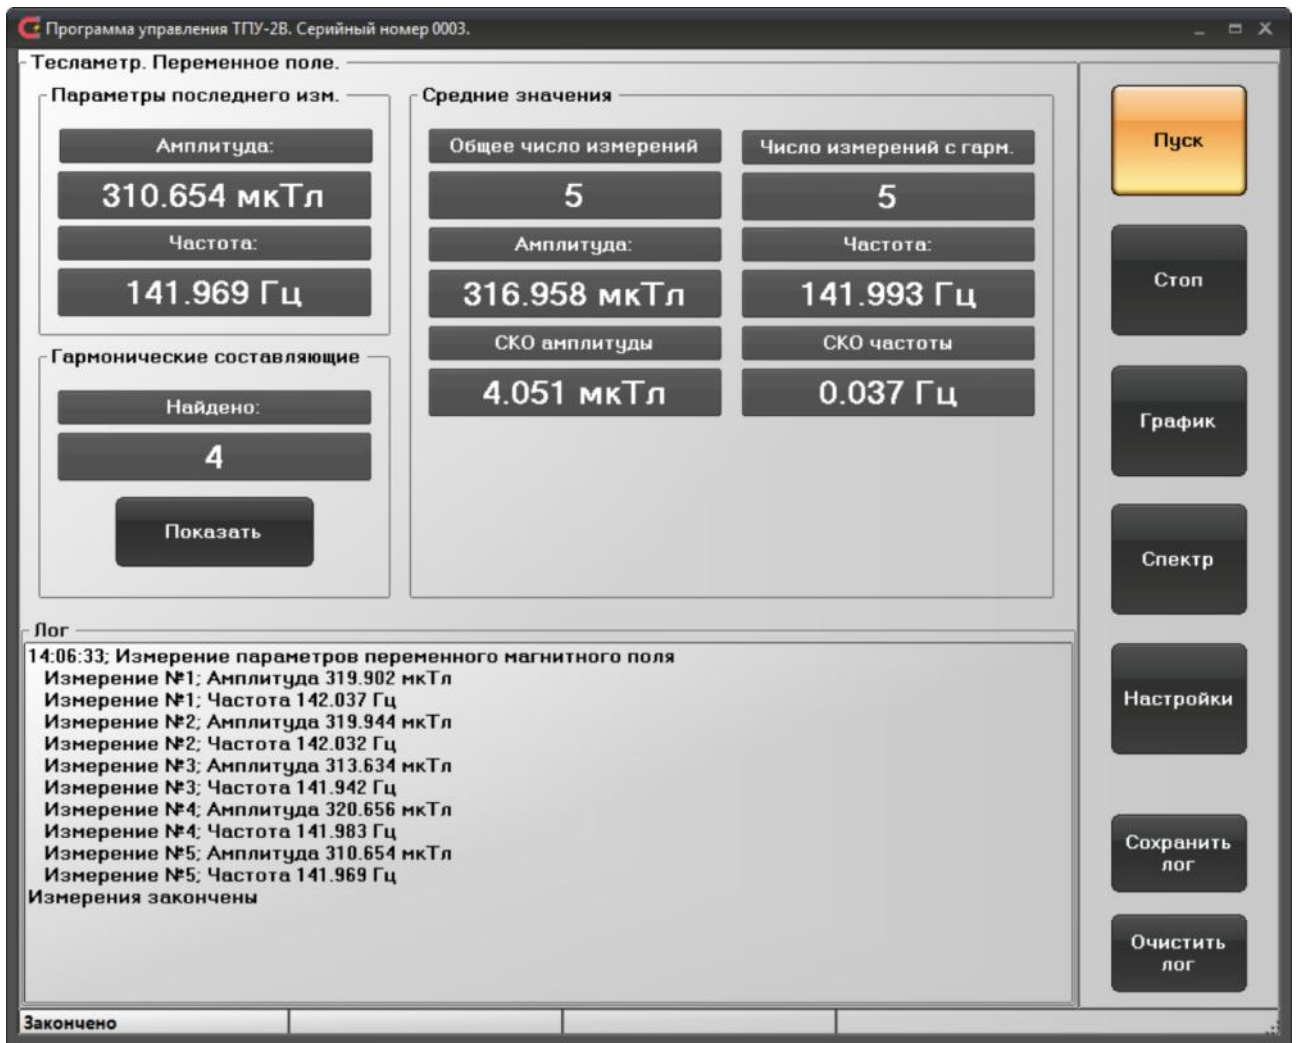 Программа управления ТПУ-2В. Серийный номер 0003.
Тесламетр. Переменное поле.
Параметры последнего изм.
Амплитуда:
310.654 мкТл
Частота:
141.969 Гц
Гармонические составляющие
Найдено:
4
Показать
Средние значения
Общее число измерений
Число измерений с гарм.
5
5
Амплитуда:
Частота:
316.958 мкТл
141.993 Гц
СКО амплитуды
СКО частоты
4.051 мкТл
0.037 Гц
Пуск
Стоп
График
Спектр
Настройки
Сохранить
лог
Очистить
лог
Лог
14:06:33; Измерение параметров переменного магнитного поля
Измерение №1; Амплитуда 319.902 мкТл
Измерение №1; Частота 142.037 Гц
Измерение №2; Амплитуда 319.944 мкТл
Измерение №2; Частота 142.032 Гц
Измерение №3; Амплитуда 313.634 мкТл
Измерение №3; Частота 141.942 Гц
Измерение №4; Амплитуда 320.656 мкТл
Измерение №4; Частота 141.983 Гц
Измерение №5; Амплитуда 310.654 мкТл
Измерение №5; Частота 141.969 Гц
Измерения закончены
Закончено